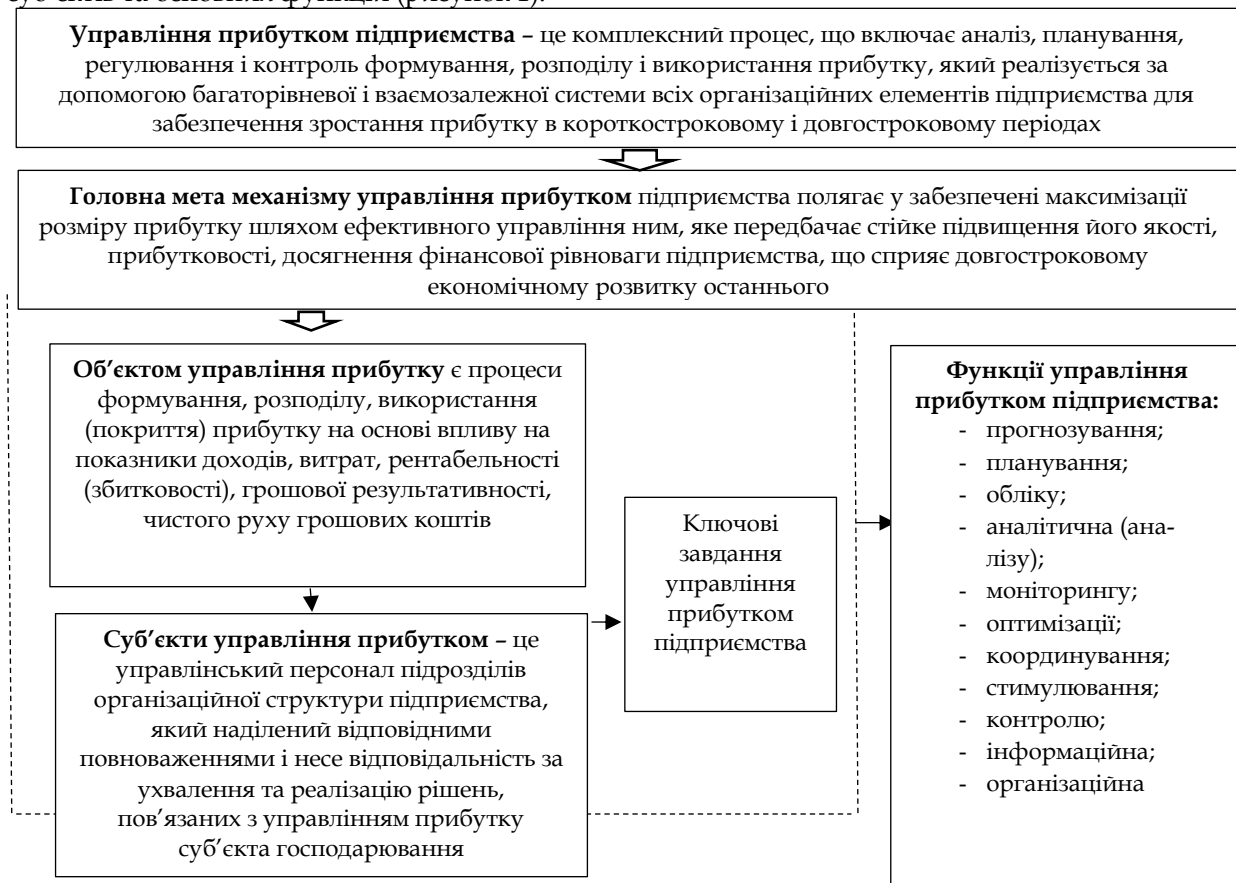 Управління прибутком підприємства – це комплексний процес, що включає аналіз, планування,
регулювання і контроль формування, розподілу і використання прибутку, який реалізується за
допомогою багаторівневої і взаємозалежної системи всіх організаційних елементів підприємства для
забезпечення зростання прибутку в короткостроковому і довгостроковому періодах
Головна мета механізму управління прибутком підприємства полягає у забезпечені максимізації
розміру прибутку шляхом ефективного управління ним, яке передбачає стійке підвищення його якості,
прибутковості, досягнення фінансової рівноваги підприємства, що сприяє довгостроковому
економічному розвитку останнього
Об’єктом управління прибутку є процеси
формування, розподілу, використання
(покриття) прибутку на основі впливу на
показники доходів, витрат, рентабельності
(збитковості), грошової результативності,
чистого руху грошових коштів
Суб’єкти управління прибутком – це
управлінський персонал підрозділів
організаційної структури підприємства,
який наділений відповідними
повноваженнями і несе відповідальність за
ухвалення та реалізацію рішень,
пов’язаних з управлінням прибутку
суб’єкта господарювання
Ключові
завдання
управління
прибутком
підприємства
Функції управління
прибутком підприємства:
- прогнозування;
- планування;
- обліку;
- аналітична (ана-
лізу);
- моніторингу;
- оптимізації;
- координування;
- стимулювання;
- контролю;
- інформаційна;
- організаційна